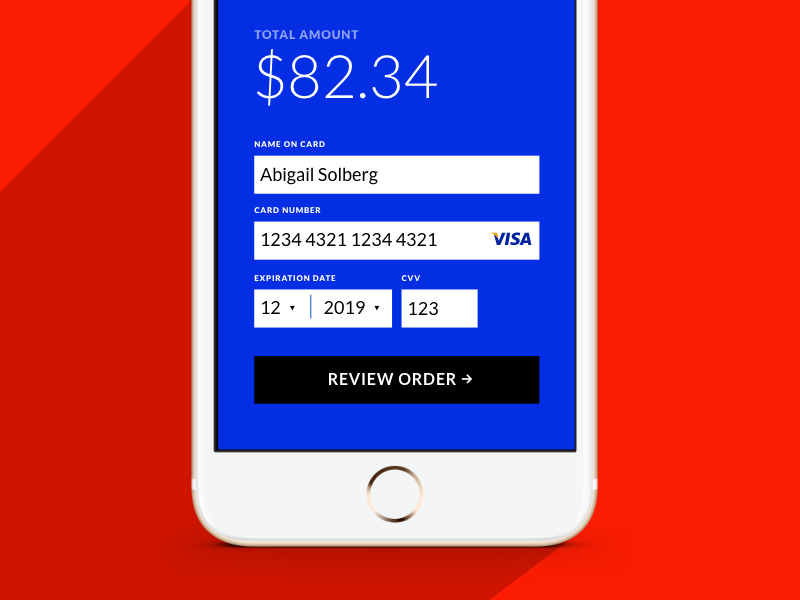 TOTAL AMOUNT
$82.34
NAME ON CARD
Abigail Solberg
CARD NUMBER
1234 4321 1234 4321 VISA
EXPIRATION DATE CVV
12 ▾ 2019 ▾ 123
REVIEW ORDER →